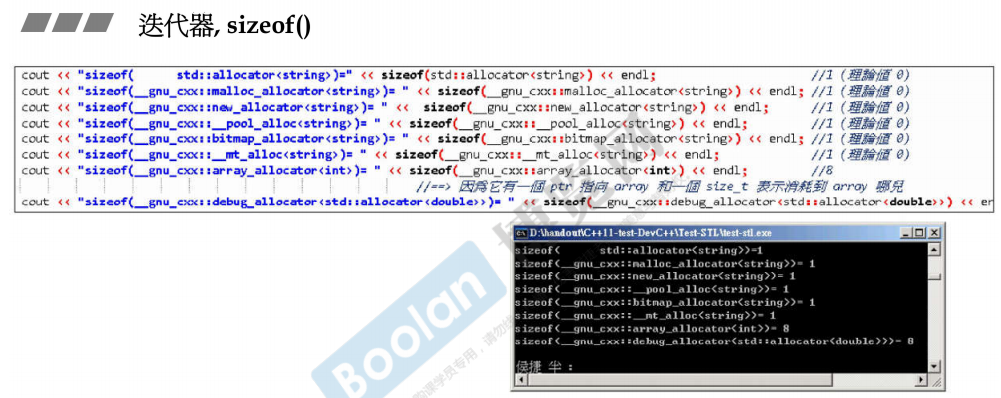 迭代器, sizeof()
cout << "sizeof(      std::allocator<string>)=" << sizeof(std::allocator<string>) << endl;    //1 (理論值 0)
cout << "sizeof(__gnu_cxx::malloc_allocator<string>)= " << sizeof(__gnu_cxx::malloc_allocator<string>) << endl; //1 (理論值 0)
cout << "sizeof(__gnu_cxx::new_allocator<string>)= " << sizeof(__gnu_cxx::new_allocator<string>) << endl;    //1 (理論值 0)
cout << "sizeof(__gnu_cxx::__pool_alloc<string>)= " << sizeof(__gnu_cxx::__pool_alloc<string>) << endl;    //1 (理論值 0)
cout << "sizeof(__gnu_cxx::bitmap_allocator<string>)= " << sizeof(__gnu_cxx::bitmap_allocator<string>) << endl; //1 (理論值 0)
cout << "sizeof(__gnu_cxx::__mt_alloc<string>)= " << sizeof(__gnu_cxx::__mt_alloc<string>) << endl;    //1 (理論值 0)
cout << "sizeof(__gnu_cxx::array_allocator<int>)= " << sizeof(__gnu_cxx::array_allocator<int>) << endl;    //8
//==> 因為它有一個 ptr 指向 array 和一個 size_t 表示消耗到 array 哪兒
cout << "sizeof(__gnu_cxx::debug_allocator<std::allocator<double>>)= " << sizeof(__gnu_cxx::debug_allocator<std::allocator<double>>) << en
D:\handout\C++11-test-DevC++\Test-STL\test-stl.exe
sizeof(      std::allocator<string>)=1
sizeof(__gnu_cxx::malloc_allocator<string>)= 1
sizeof(__gnu_cxx::new_allocator<string>)= 1
sizeof(__gnu_cxx::__pool_alloc<string>)= 1
sizeof(__gnu_cxx::bitmap_allocator<string>)= 1
sizeof(__gnu_cxx::__mt_alloc<string>)= 1
sizeof(__gnu_cxx::array_allocator<int>)= 8
sizeof(__gnu_cxx::debug_allocator<std::allocator<double>>)= 8
侯捷 半 :
Boolan 博览网